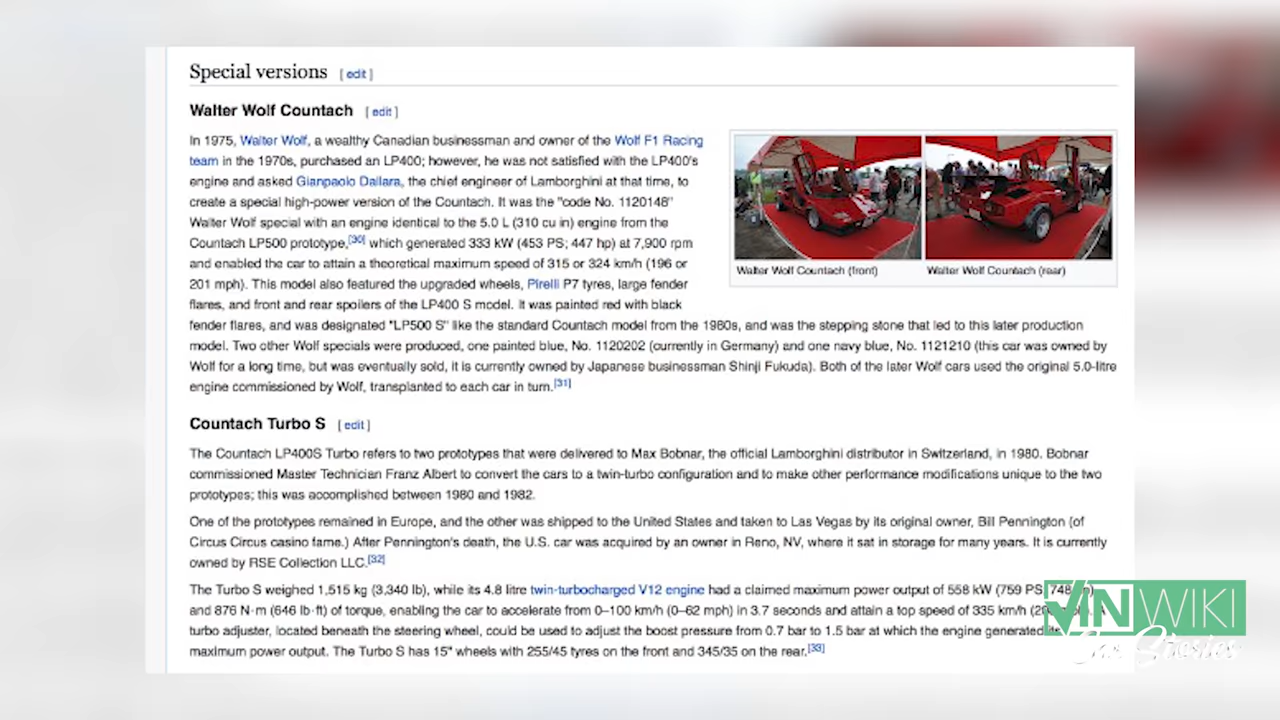 Special versions [ edit ]
Walter Wolf Countach [ edit ]
In 1975, Walter Wolf, a wealthy Canadian businessman and owner of the Wolf F1 Racing
team in the 1970s, purchased an LP400; however, he was not satisfied with the LP400's
engine and asked Gianpaolo Dallara, the chief engineer of Lamborghini at that time, to
create a special high-power version of the Countach. It was the "code No. 1120148"
Walter Wolf special with an engine identical to the 5.0 L (310 cu in) engine from the
Countach LP500 prototype,[30] which generated 333 kW (453 PS; 447 hp) at 7,900 rpm
and enabled the car to attain a theoretical maximum speed of 315 or 324 km/h (196 or
201 mph). This model also featured the upgraded wheels, Pirelli P7 tyres, large fender
flares, and front and rear spoilers of the LP400 S model. It was painted red with black
fender flares, and was designated "LP500 S" like the standard Countach model from the 1980s, and was the stepping stone that led to this later production
model. Two other Wolf specials were produced, one painted blue, No. 1120202 (currently in Germany) and one navy blue, No. 1121210 (this car was owned by
Wolf for a long time, but was eventually sold, it is currently owned by Japanese businessman Shinji Fukuda). Both of the later Wolf cars used the original 5.0-litre
engine commissioned by Wolf, transplanted to each car in turn.[31]
Walter Wolf Countach (front)
Walter Wolf Countach (rear)
Countach Turbo S [ edit ]
The Countach LP400S Turbo refers to two prototypes that were delivered to Max Bobnar, the official Lamborghini distributor in Switzerland, in 1980. Bobnar
commissioned Master Technician Franz Albert to convert the cars to a twin-turbo configuration and to make other performance modifications unique to the two
prototypes; this was accomplished between 1980 and 1982.
One of the prototypes remained in Europe, and the other was shipped to the United States and taken to Las Vegas by its original owner, Bill Pennington (of
Circus Circus casino fame.) After Pennington's death, the U.S. car was acquired by an owner in Reno, NV, where it sat in storage for many years. It is currently
owned by RSE Collection LLC.[32]
The Turbo S weighed 1,515 kg (3,340 lb), while its 4.8 litre twin-turbocharged V12 engine had a claimed maximum power output of 558 kW (759 PS; 748
and 876 N·m (646 lb·ft) of torque, enabling the car to accelerate from 0–100 km/h (0–62 mph) in 3.7 seconds and attain a top speed of 335 km/h
turbo adjuster, located beneath the steering wheel, could be used to adjust the boost pressure from 0.7 bar to 1.5 bar at which the engine generated
maximum power output. The Turbo S has 15" wheels with 255/45 tyres on the front and 345/35 on the rear.[33]
VINWIKI
Car Stories